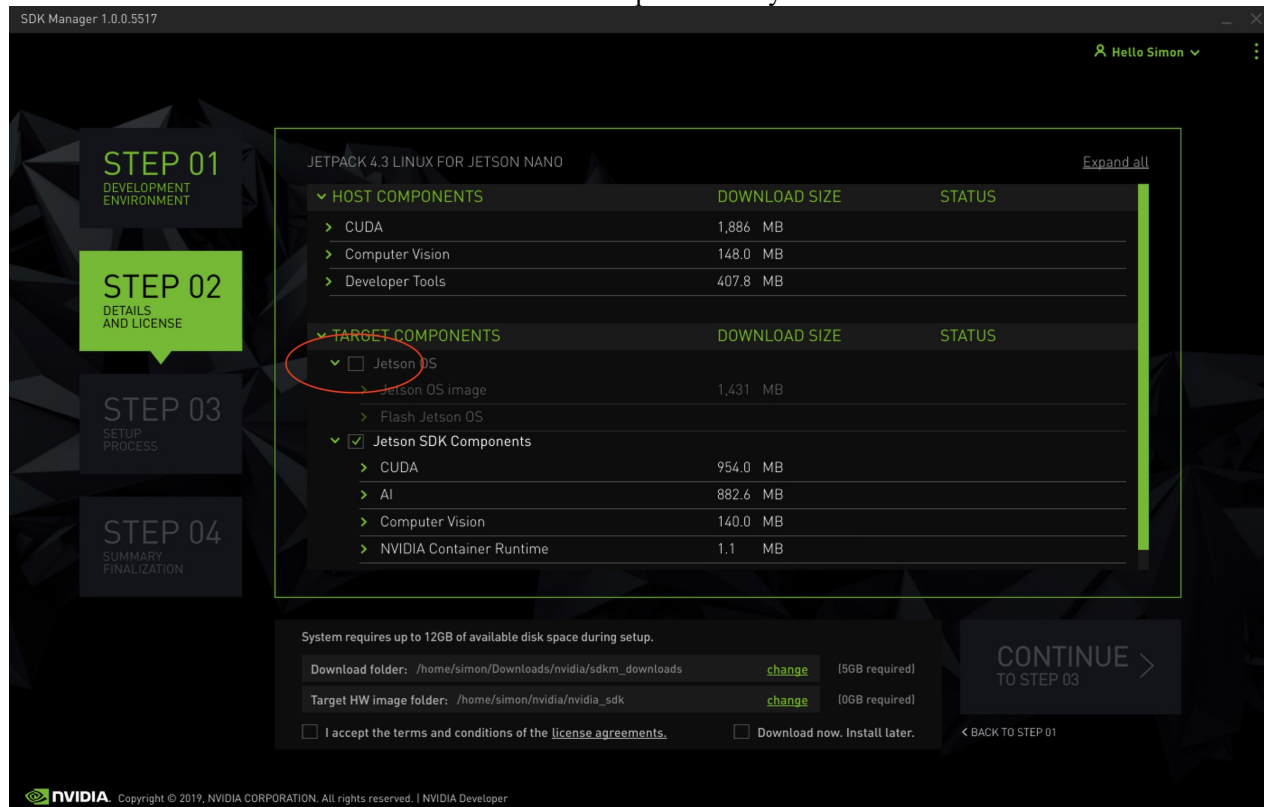 SDK Manager 1.0.0.5517
Hello Simon
STEP 01
DEVELOPMENT
ENVIRONMENT
STEP 02
DETAILS
AND LICENSE
STEP 03
SETUP
PROCESS
STEP 04
SUMMARY
FINALIZATION
JETPACK 4.3 LINUX FOR JETSON NANO Expand all
HOST COMPONENTS DOWNLOAD SIZE STATUS
CUDA 1,886 MB
Computer Vision 148.0 MB
Developer Tools 407.8 MB
TARGET COMPONENTS DOWNLOAD SIZE STATUS
Jetson OS
Jetson OS image 1,431 MB
Flash Jetson OS
Jetson SDK Components
CUDA 954.0 MB
AI 882.6 MB
Computer Vision 140.0 MB
NVIDIA Container Runtime 1.1 MB
System requires up to 12GB of available disk space during setup.
Download folder: /home/simon/Downloads/nvidia/sdkm_downloads change (5GB required)
Target HW image folder: /home/simon/nvidia/nvidia_sdk change (0GB required)
I accept the terms and conditions of the license agreements. Download now. Install later.
CONTINUE >
TO STEP 03
< BACK TO STEP 01
NVIDIA. Copyright © 2019, NVIDIA CORPORATION. All rights reserved. | NVIDIA Developer